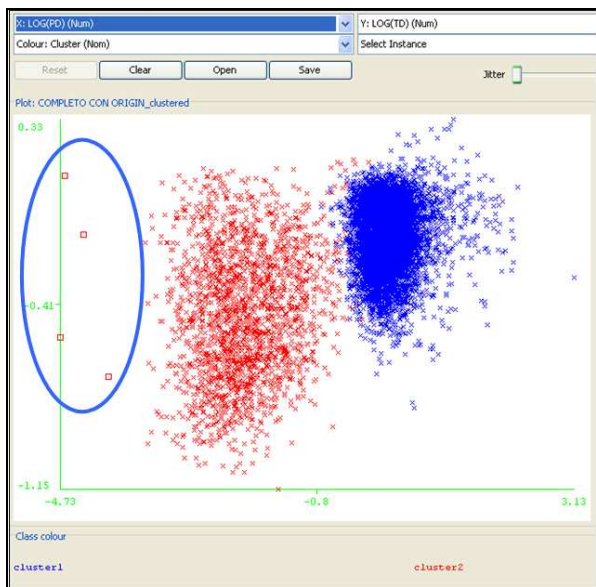 X: LOG(PD) (Num)
Y: LOG(TD) (Num)
Colour: Cluster (Nom)
Select Instance
Reset
Clear
Open
Save
Jitter
Plot: COMPLETO CON ORIGIN_clustered
0.33
-0.41
-1.15
-4.73
-0.8
3.13
Class colour
cluster1
cluster2